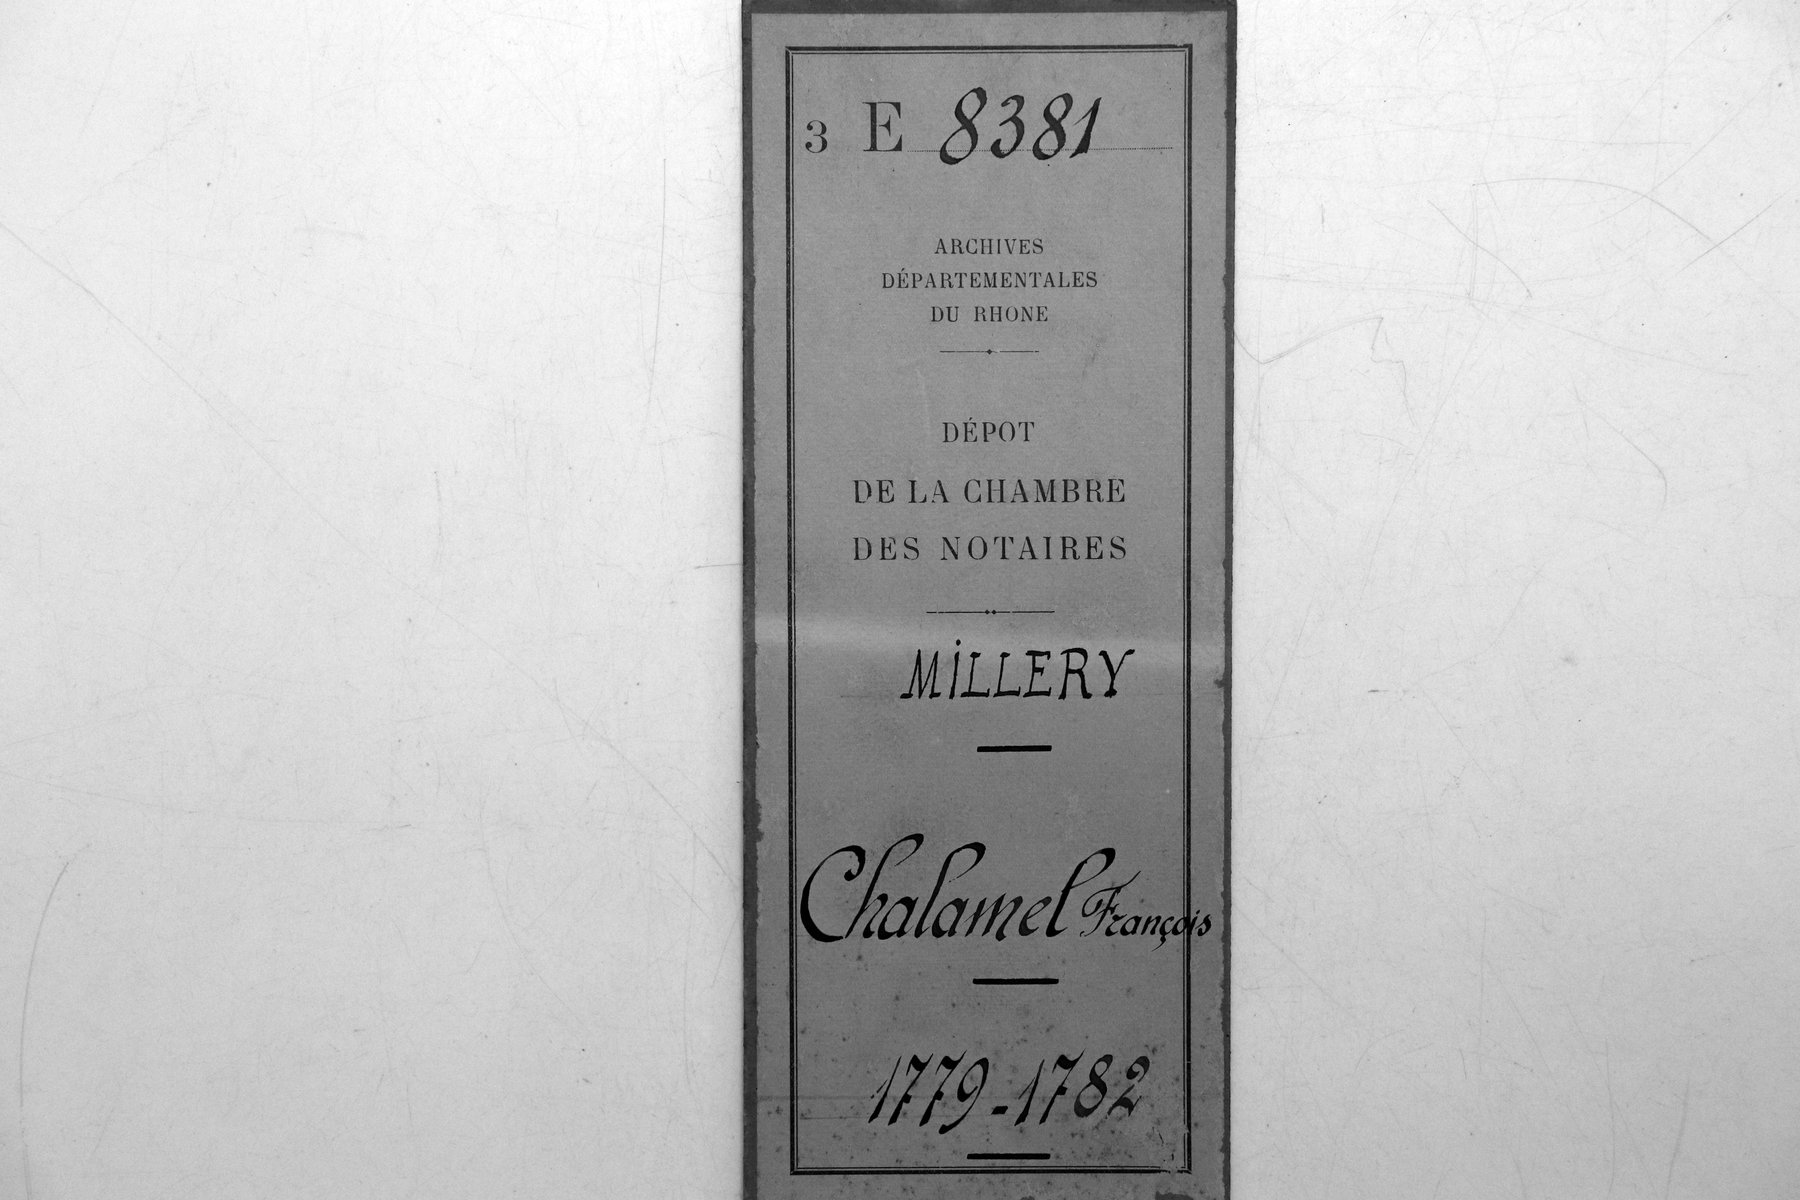 3 E 8381
ARCHIVES
DÉPARTEMENTALES
DU RHONE
DÉPOT
DE LA CHAMBRE
DES NOTAIRES
MiLLERY
Chalamel François
1779-1782